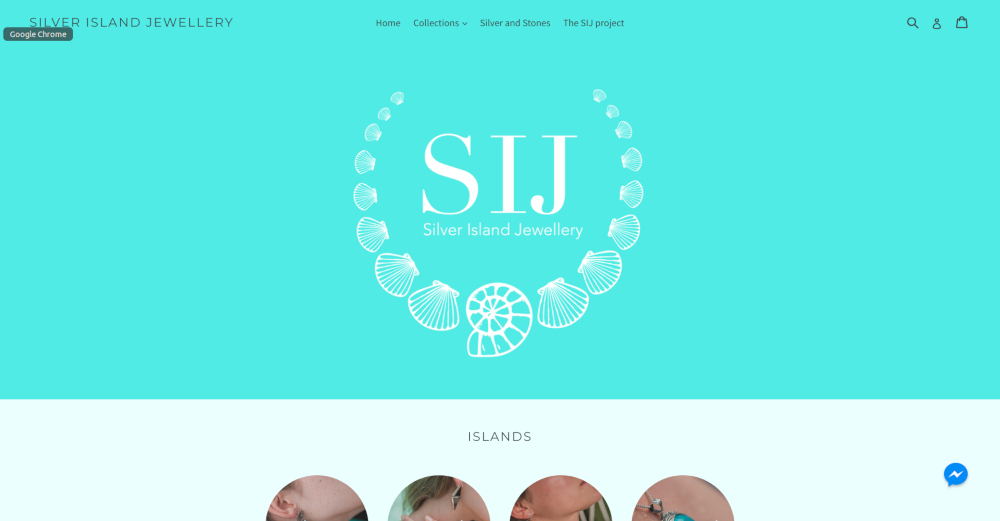 SILVER ISLAND JEWELLERY
Home Collections Silver and Stones The SIJ project
Google Chrome
SIJ
Silver Island Jewellery
ISLANDS